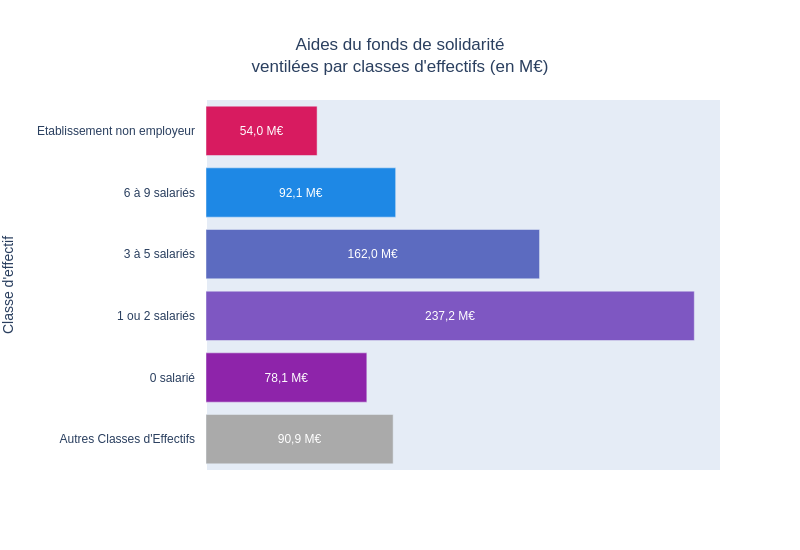 Aides du fonds de solidarité
ventilées par classes d'effectifs (en M€)
Classe d'effectif
Etablissement non employeur
54,0 M€
6 à 9 salariés
92,1 M€
3 à 5 salariés
162,0 M€
1 ou 2 salariés
237,2 M€
0 salarié
78,1 M€
Autres Classes d'Effectifs
90,9 M€